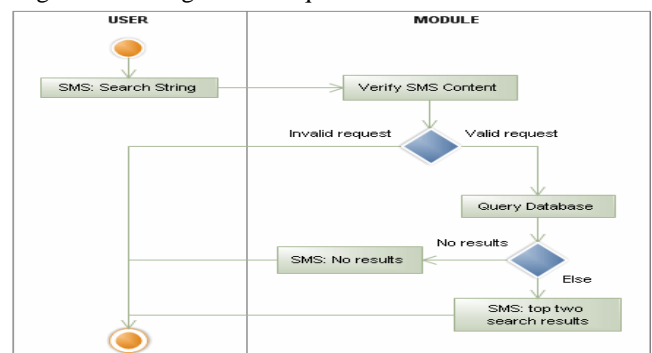 USER
MODULE
SMS: Search String
Verify SMS Content
Invalid request
Valid request
Query Database
No results
SMS: No results
Else
SMS: top two
search results